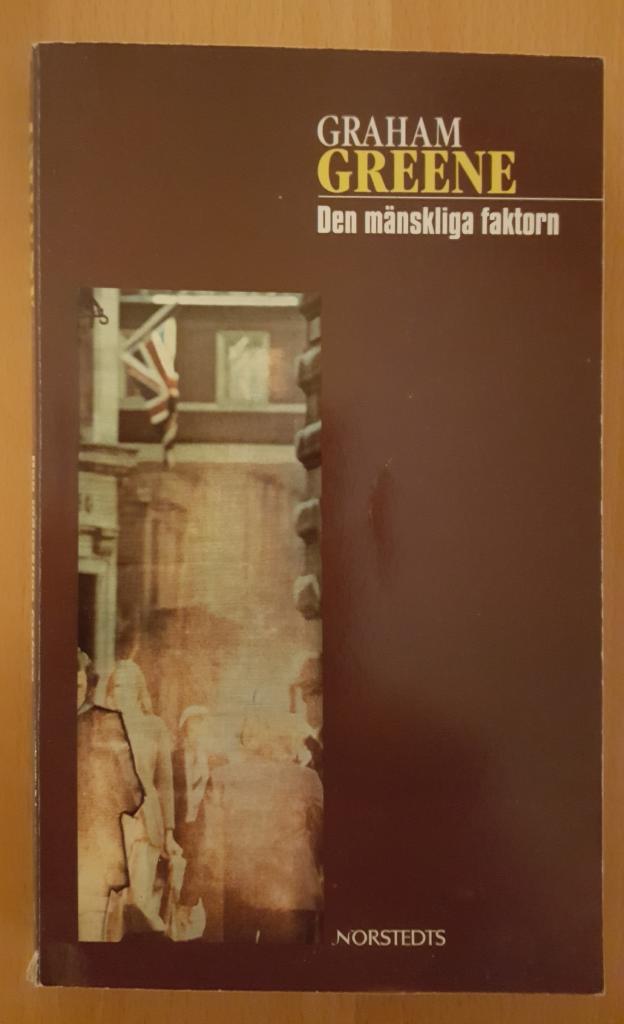 GRAHAM
GREENE
Den mänskliga faktorn
NORSTEDTS